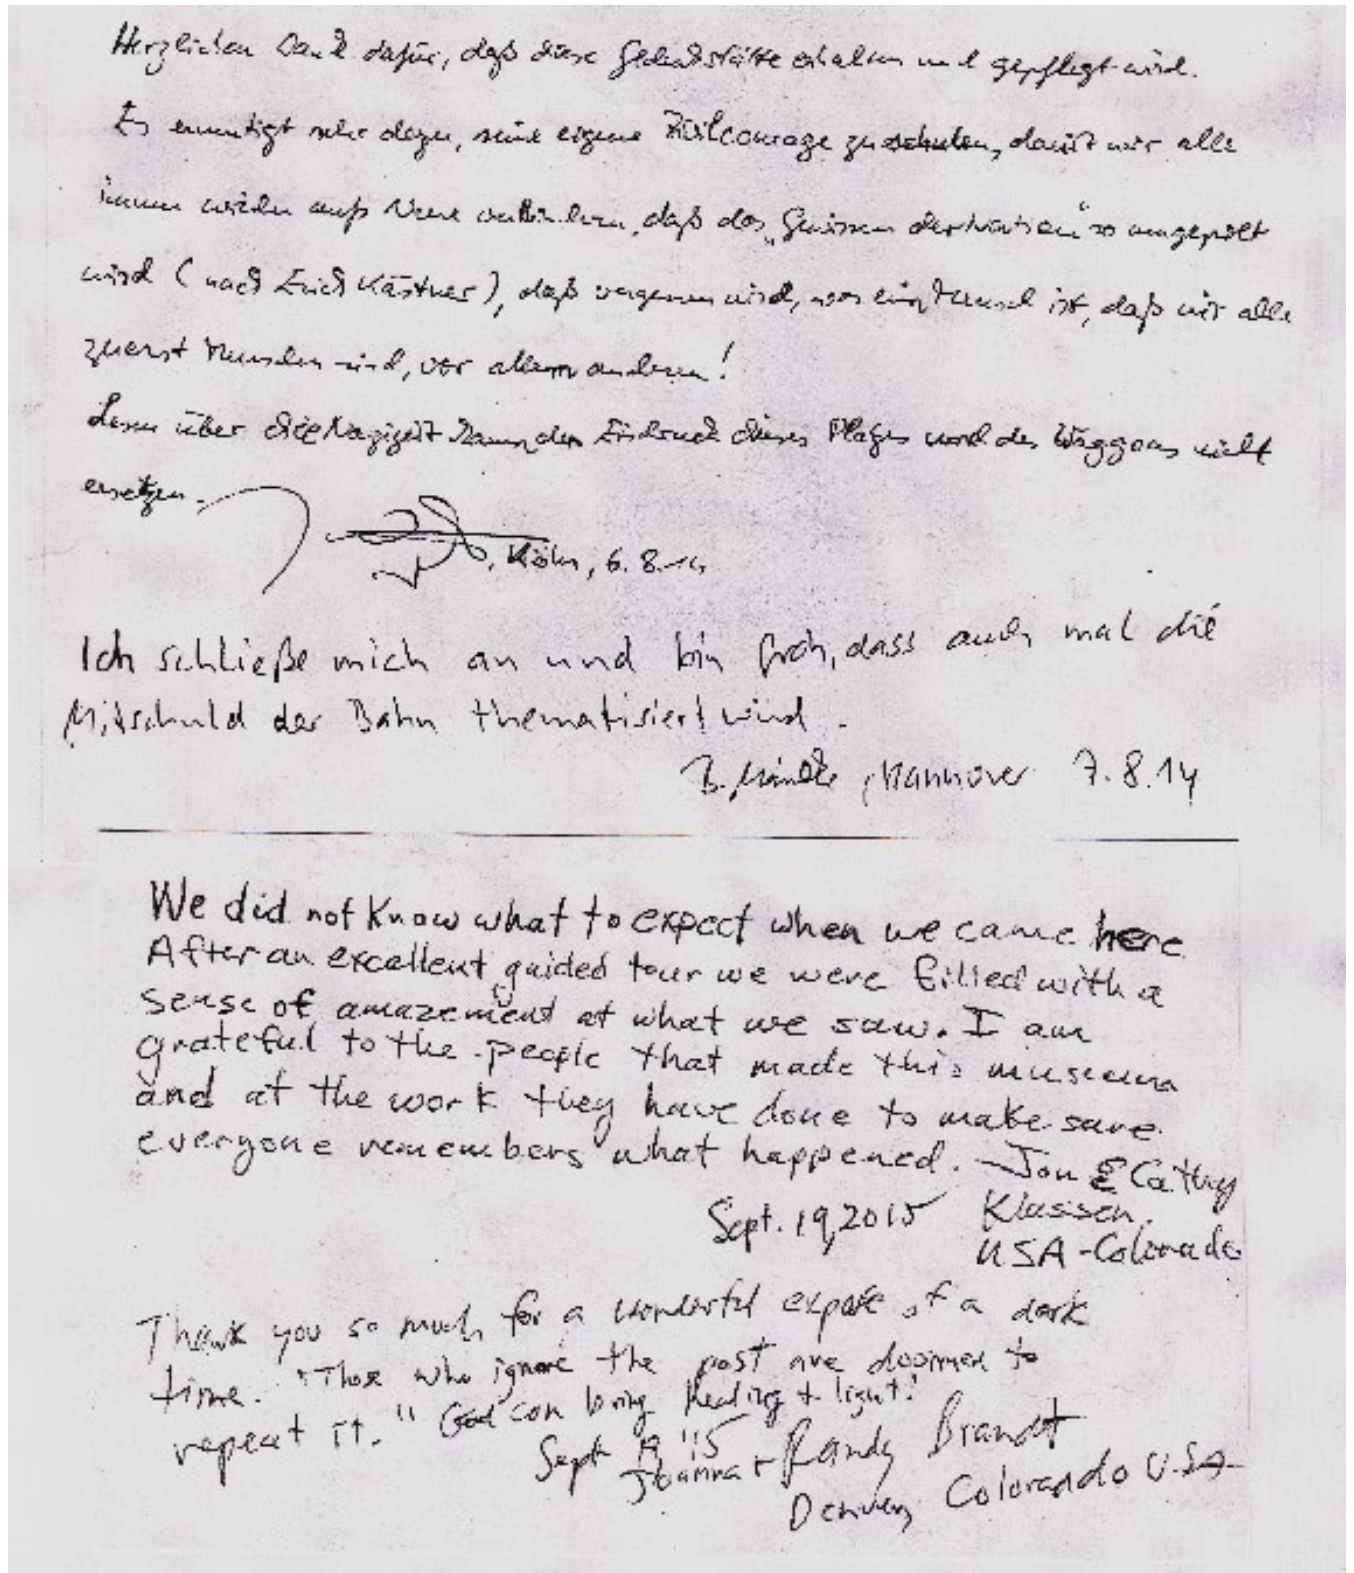 Herzlichen Dank dafür, daß diese Gedenkstätte erhalten und gepflegt wird.
Es ermutigt sehr dazu, seine eigene Zivilcourage zu schulen, damit wir alle
immer wieder aufs Neue verhindern, daß das „Gewissen
wird (nach Erich Kästner), daß vergessen wird, was ein Mensch ist, daß wir alle
zuerst Menschen sind, vor allem anderen!
Lesen über die Nazizeit kann den Eindruck dieses Platzes und des Waggons nicht
ersetzen.
, Köln, 6.8.14
Ich schließe mich an und bin froh, dass auch mal die
Mitschuld der Bahn thematisiert wird.
B. , Hannover 7.8.14
We did not know what to expect when we came here
After an excellent guided tour we were filled with a
sense of amazement at what we saw. I am
grateful to the people that made this museum
and at the work they have done to make sure
everyone remembers what happened. - Jon & Cathy
Sept. 19, 2015 Klassen.
USA - Colorado
Thank you so much for a wonderful expose of a dark
time. "Those who ignore the past are doomed to
repeat it." God can bring healing + light!
Sept 19 '15
Joanna + Randy Brandt
Denver, Colorado U.S.A.